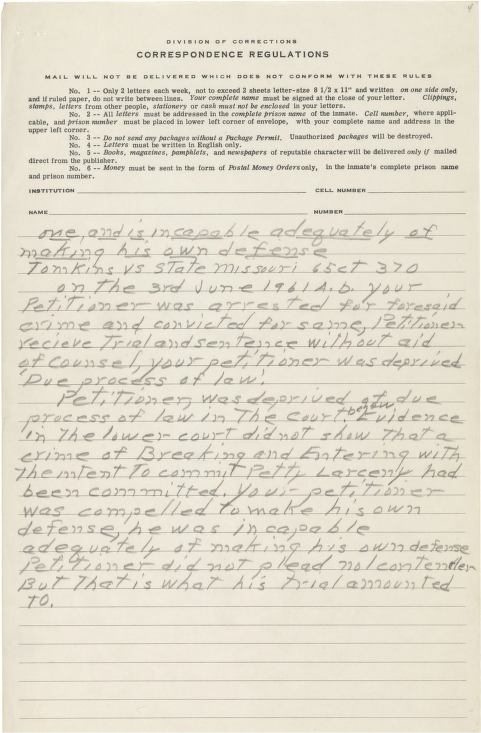 4
DIVISION OF CORRECTIONS
CORRESPONDENCE REGULATIONS
MAIL WILL NOT BE DELIVERED WHICH DOES NOT CONFORM WITH THESE RULES
No. 1 -- Only 2 letters each week, not to exceed 2 sheets letter-size 8 1/2 x 11" and written on one side only,
and if ruled paper, do not write between lines. Your complete name must be signed at the close of your letter. Clippings,
stamps, letters from other people, stationery or cash must not be enclosed in your letters.
No. 2 -- All letters must be addressed in the complete prison name of the inmate. Cell number, where appli-
cable, and prison number must be placed in lower left corner of envelope, with your complete name and address in the
upper left corner.
No. 3 -- Do not send any packages without a Package Permit. Unauthorized packages will be destroyed.
No. 4 -- Letters must be written in English only.
No. 5 -- Books, magazines, pamphlets, and newspapers of reputable character will be delivered only if mailed
direct from the publisher.
No. 6 -- Money must be sent in the form of Postal Money Orders only, in the inmate's complete prison name
and prison number.
INSTITUTION CELL NUMBER
NAME NUMBER
one, and is incapable adequately of
making his own defense
Tomkins vs State Missouri 65ct 370
on the 3rd June 1961 A.D. your
Petitioner was arrested for foresaid
crime and convicted for same, Petitioner
recieve Trial and sentence without aid
of counsel, your petitioner was deprived
Due process of law.
Petitioner was deprived of due
process of law in The court below Evidence
in The lower court did not show that a
crime of Breaking and Entering with
the intent To commit Petty Larceny had
been committed. Your petitioner
was compelled to make his own
defense, he was incapable
adequately of making his own defense
Petitioner did not plead nol contender
But That is what his trial amounted
To.